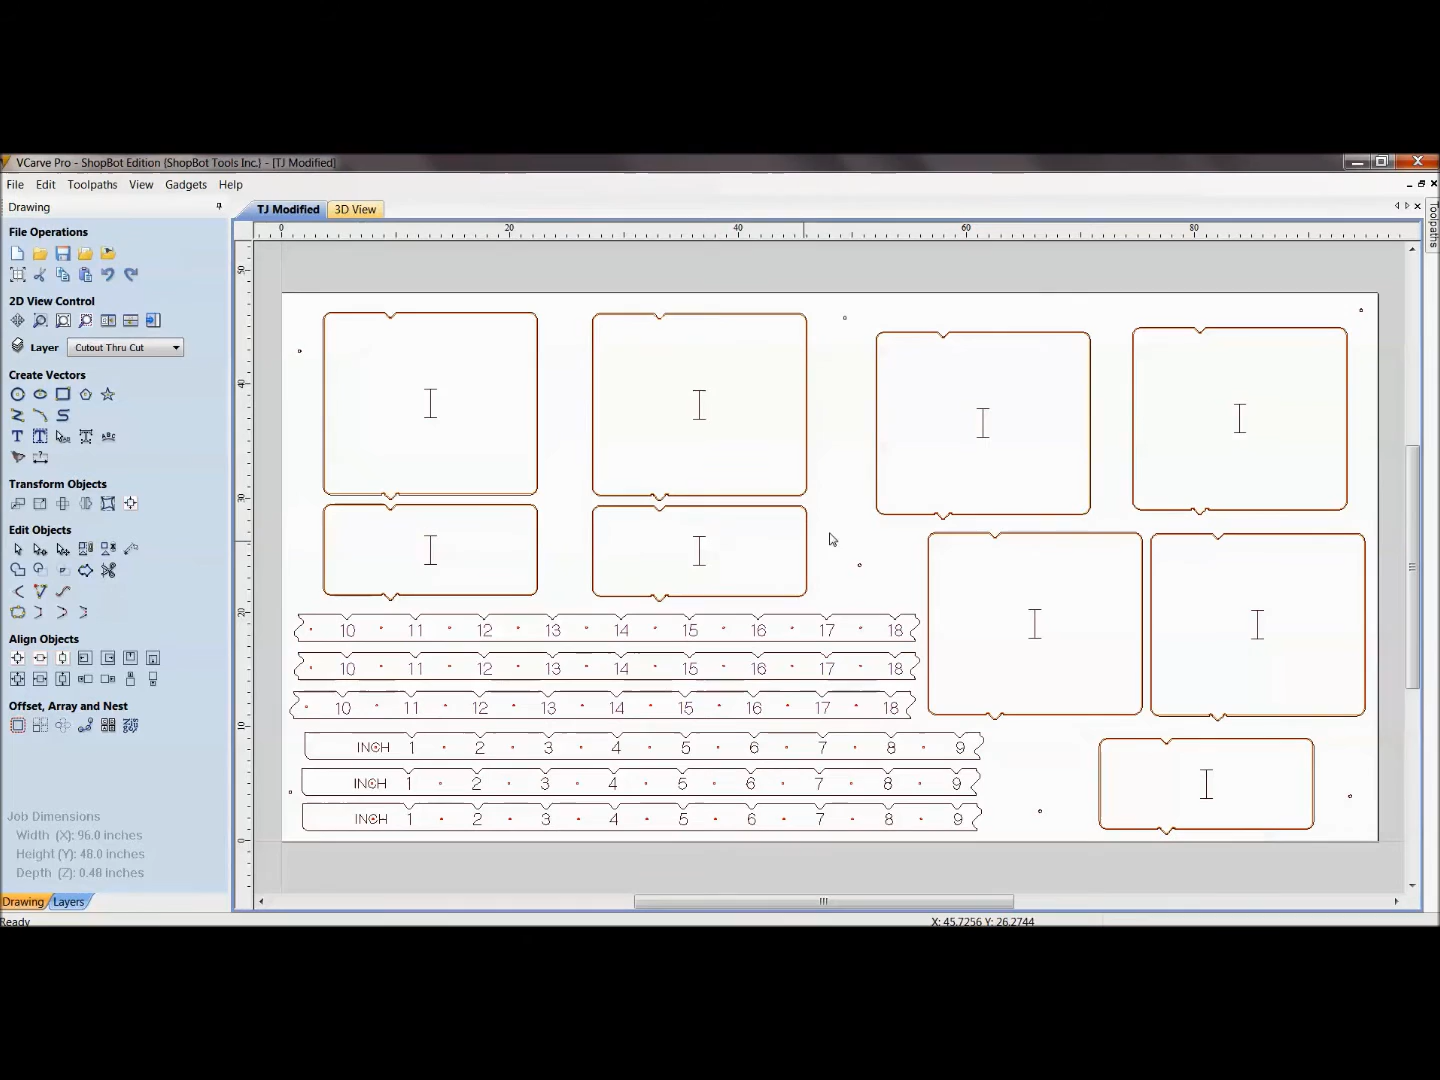 VCarve Pro - ShopBot Edition {ShopBot Tools Inc.} - [TJ Modified]
File Edit Toolpaths View Gadgets Help
Drawing
TJ Modified 3D View
Toolpaths
File Operations
2D View Control
Layer Cutout Thru Cut
Create Vectors
Transform Objects
Edit Objects
Align Objects
Offset, Array and Nest
Job Dimensions
Width (X): 96.0 inches
Height (Y): 48.0 inches
Depth (Z): 0.48 inches
Drawing Layers
Ready
X: 45.7256 Y: 26.2744
0 20 40 60 80
50
40
30
20
10
0
10 11 12 13 14 15 16 17 18
10 11 12 13 14 15 16 17 18
10 11 12 13 14 15 16 17 18
INCH 1 2 3 4 5 6 7 8 9
INCH 1 2 3 4 5 6 7 8 9
INCH 1 2 3 4 5 6 7 8 9